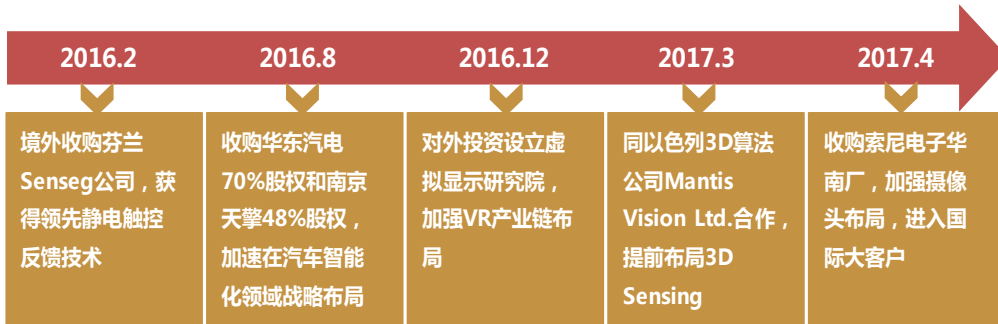 2016.2
2016.8
2016.12
2017.3
2017.4
境外收购芬兰
Senseg公司，获
得领先静电触控
反馈技术
收购华东汽电
70%股权和南京
天擎48%股权，
加速在汽车智能
化领域战略布局
对外投资设立虚
拟显示研究院，
加强VR产业链布
局
同以色列3D算法
公司Mantis
Vision Ltd.合作，
提前布局3D
Sensing
收购索尼电子华
南厂，加强摄像
头布局，进入国
际大客户